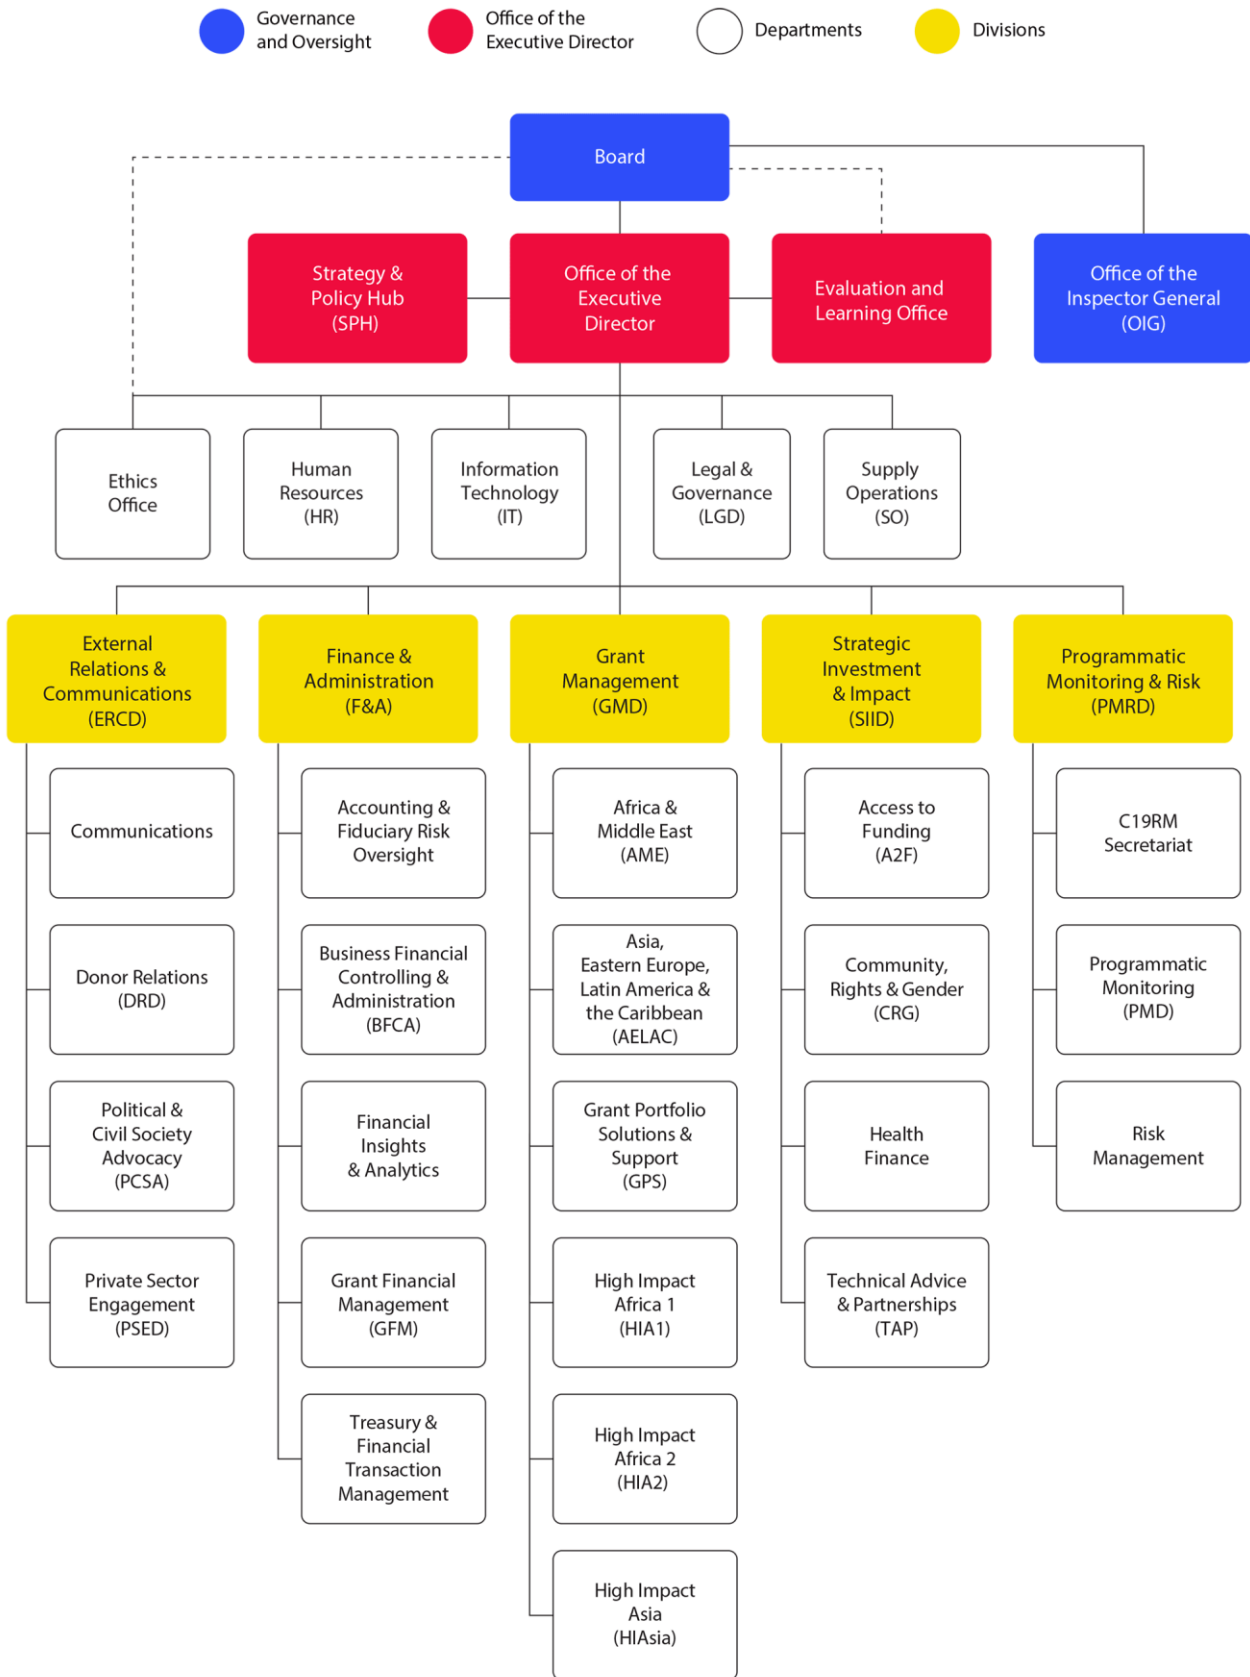 Governance
and Oversight
Office of the
Executive Director
Departments
Divisions
Board
Strategy &
Policy Hub
(SPH)
Office of the
Executive
Director
Evaluation and
Learning Office
Office of the
Inspector General
(OIG)
Ethics
Office
Human
Resources
(HR)
Information
Technology
(IT)
Legal &
Governance
(LGD)
Supply
Operations
(SO)
External
Relations &
Communications
(ERCD)
Finance &
Administration
(F&A)
Grant
Management
(GMD)
Strategic
Investment
& Impact
(SIID)
Programmatic
Monitoring & Risk
(PMRD)
Communications
Accounting &
Fiduciary Risk
Oversight
Africa &
Middle East
(AME)
Access to
Funding
(A2F)
C19RM
Secretariat
Donor Relations
(DRD)
Business Financial
Controlling &
Administration
(BFCA)
Asia,
Eastern Europe,
Latin America &
the Caribbean
(AELAC)
Community,
Rights & Gender
(CRG)
Programmatic
Monitoring
(PMD)
Political &
Civil Society
Advocacy
(PCSA)
Financial
Insights
& Analytics
Grant Portfolio
Solutions &
Support
(GPS)
Health
Finance
Risk
Management
Private Sector
Engagement
(PSED)
Grant Financial
Management
(GFM)
High Impact
Africa 1
(HIA1)
Technical Advice
& Partnerships
(TAP)
Treasury &
Financial
Transaction
Management
High Impact
Africa 2
(HIA2)
High Impact
Asia
(HIAsia)